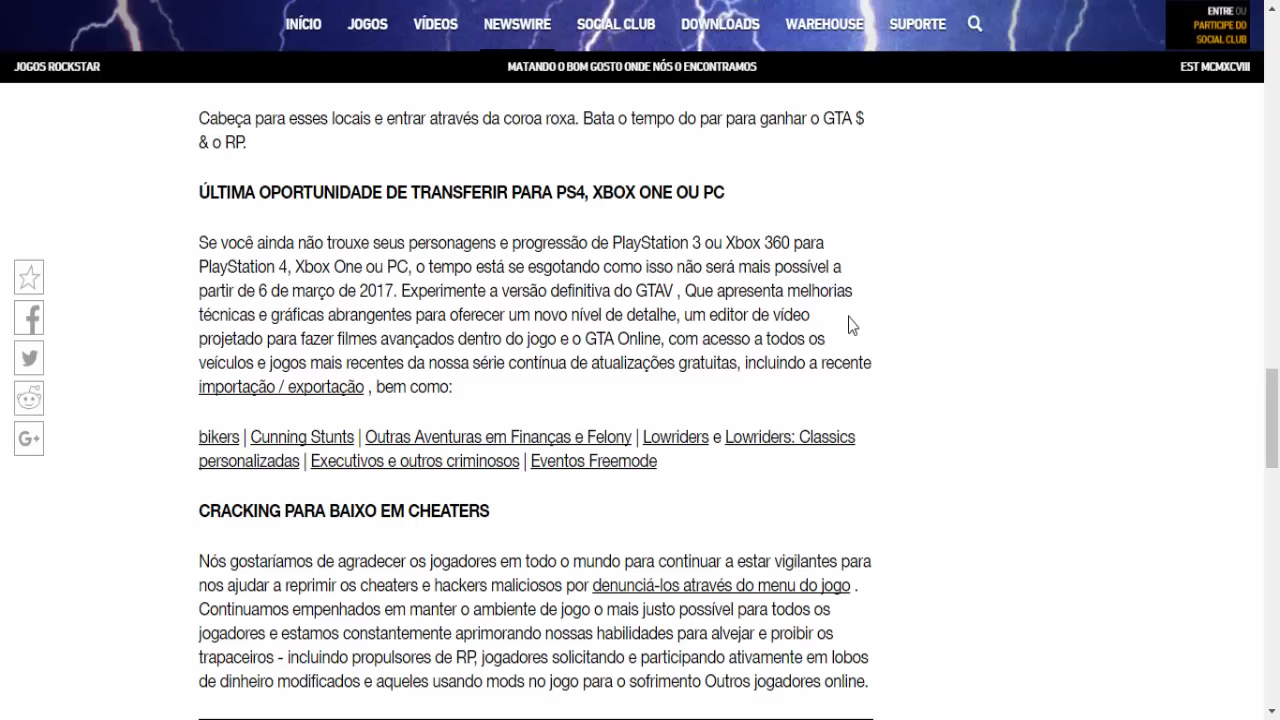 INÍCIO JOGOS VÍDEOS NEWSWIRE SOCIAL CLUB DOWNLOADS WAREHOUSE SUPORTE
ENTRE OU
PARTICIPE DO
SOCIAL CLUB
JOGOS ROCKSTAR MATANDO O BOM GOSTO ONDE NÓS O ENCONTRAMOS EST MCMXCVIII
Cabeça para esses locais e entrar através da coroa roxa. Bata o tempo do par para ganhar o GTA $
& o RP.
ÚLTIMA OPORTUNIDADE DE TRANSFERIR PARA PS4, XBOX ONE OU PC
Se você ainda não trouxe seus personagens e progressão de PlayStation 3 ou Xbox 360 para
PlayStation 4, Xbox One ou PC, o tempo está se esgotando como isso não será mais possível a
partir de 6 de março de 2017. Experimente a versão definitiva do GTAV , Que apresenta melhorias
técnicas e gráficas abrangentes para oferecer um novo nível de detalhe, um editor de vídeo
projetado para fazer filmes avançados dentro do jogo e o GTA Online, com acesso a todos os
veículos e jogos mais recentes da nossa série contínua de atualizações gratuitas, incluindo a recente
importação / exportação , bem como:
bikers | Cunning Stunts | Outras Aventuras em Finanças e Felony | Lowriders e Lowriders: Classics
personalizadas | Executivos e outros criminosos | Eventos Freemode
CRACKING PARA BAIXO EM CHEATERS
Nós gostaríamos de agradecer os jogadores em todo o mundo para continuar a estar vigilantes para
nos ajudar a reprimir os cheaters e hackers maliciosos por denunciá-los através do menu do jogo .
Continuamos empenhados em manter o ambiente de jogo o mais justo possível para todos os
jogadores e estamos constantemente aprimorando nossas habilidades para alvejar e proibir os
trapaceiros - incluindo propulsores de RP, jogadores solicitando e participando ativamente em lobos
de dinheiro modificados e aqueles usando mods no jogo para o sofrimento Outros jogadores online.
G+